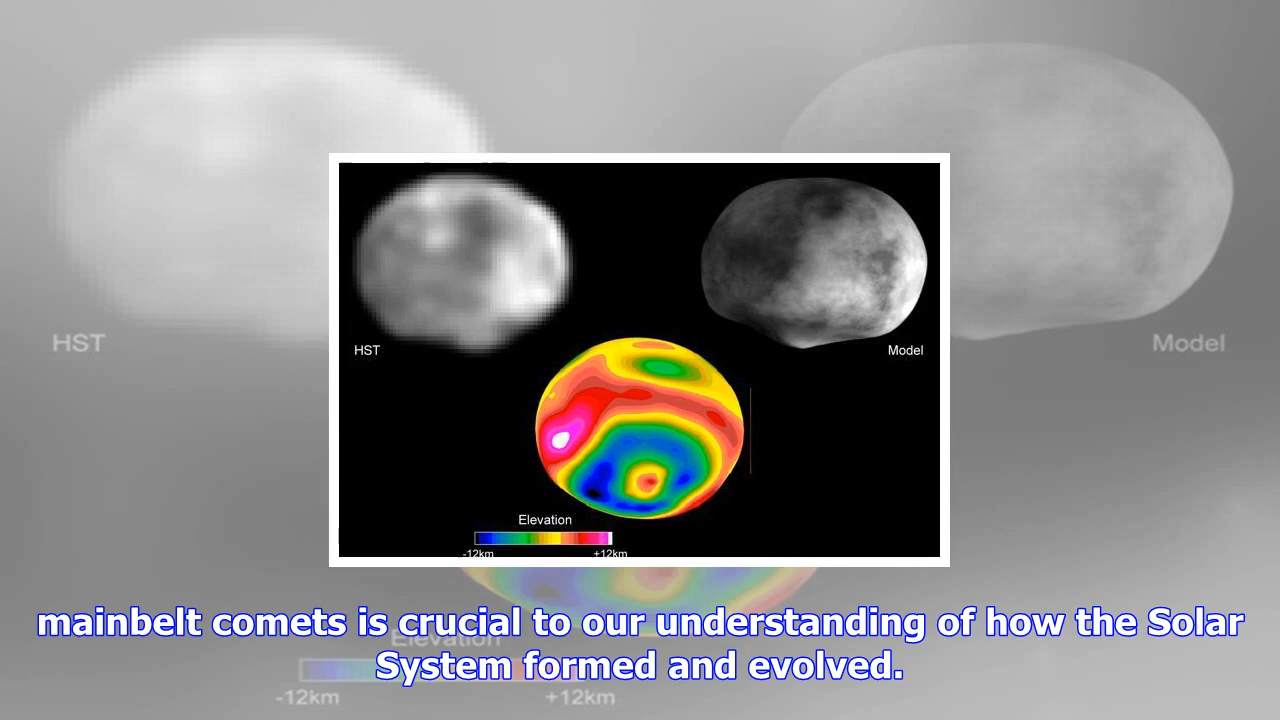 HST
Model
HST
Model
Elevation
-12km
+12km
mainbelt comets is crucial to our understanding of how the Solar
System formed and evolved.
Elevation
-12km
+12km